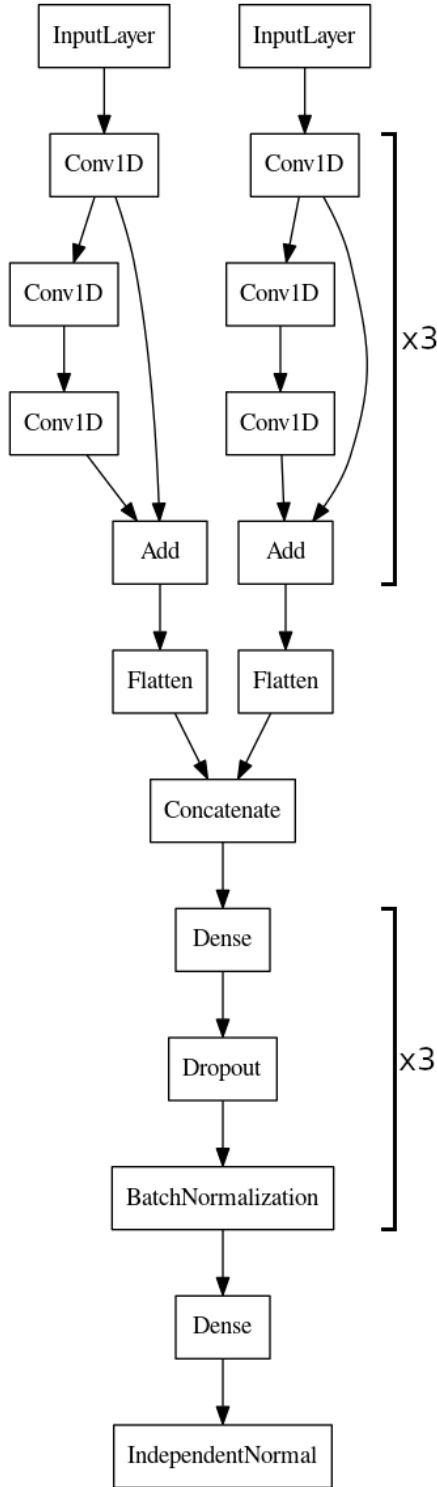 InputLayer InputLayer
Conv1D Conv1D
Conv1D Conv1D
x3
Conv1D Conv1D
Add Add
Flatten Flatten
Concatenate
Dense
Dropout
x3
BatchNormalization
Dense
IndependentNormal